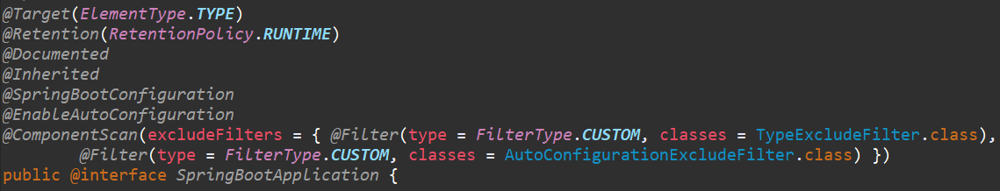 @Target(ElementType.TYPE)
@Retention(RetentionPolicy.RUNTIME)
@Documented
@Inherited
@SpringBootConfiguration
@EnableAutoConfiguration
@ComponentScan(excludeFilters = { @Filter(type = FilterType.CUSTOM, classes = TypeExcludeFilter.class),
@Filter(type = FilterType.CUSTOM, classes = AutoConfigurationExcludeFilter.class) })
public @interface SpringBootApplication {